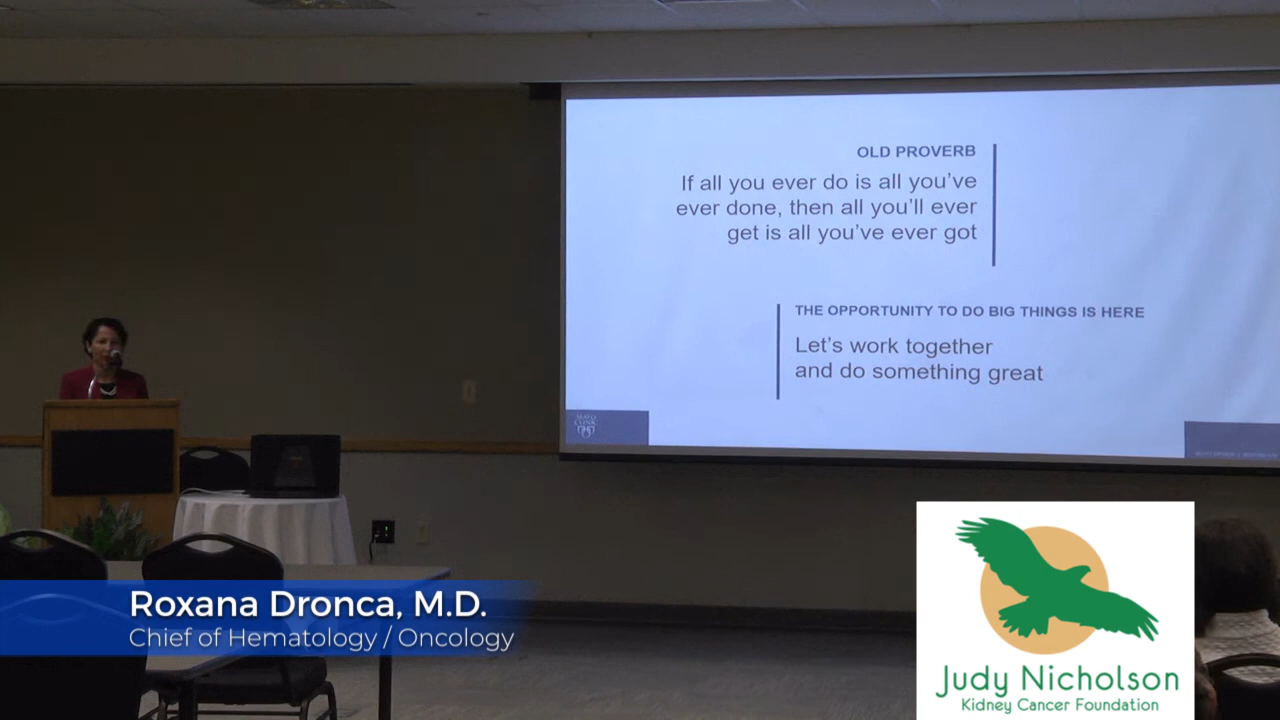 OLD PROVERB
If all you ever do is all you've
ever done, then all you'll ever
get is all you've ever got
THE OPPORTUNITY TO DO BIG THINGS IS HERE
Let's work together
and do something great
MAYO
CLINIC
Roxana Dronca, M.D.
Chief of Hematology / Oncology
Judy Nicholson
Kidney Cancer Foundation